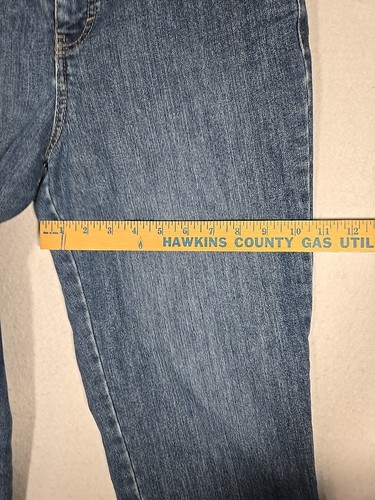 1 2 3 4 5 6 7 8 9 10 11 12
HAWKINS COUNTY GAS UTIL